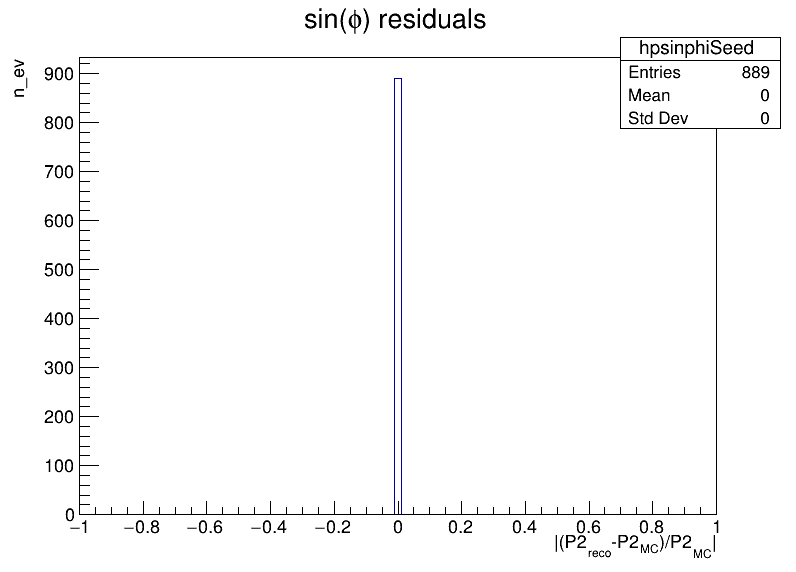 sin(ϕ) residuals
hpsinphiSeed
Entries 889
Mean 0
Std Dev 0
n_ev
900
800
700
600
500
400
300
200
100
0
−1 −0.8 −0.6 −0.4 −0.2 0 0.2 0.4 0.6 0.8 1
|(P2reco-P2MC)/P2MC|